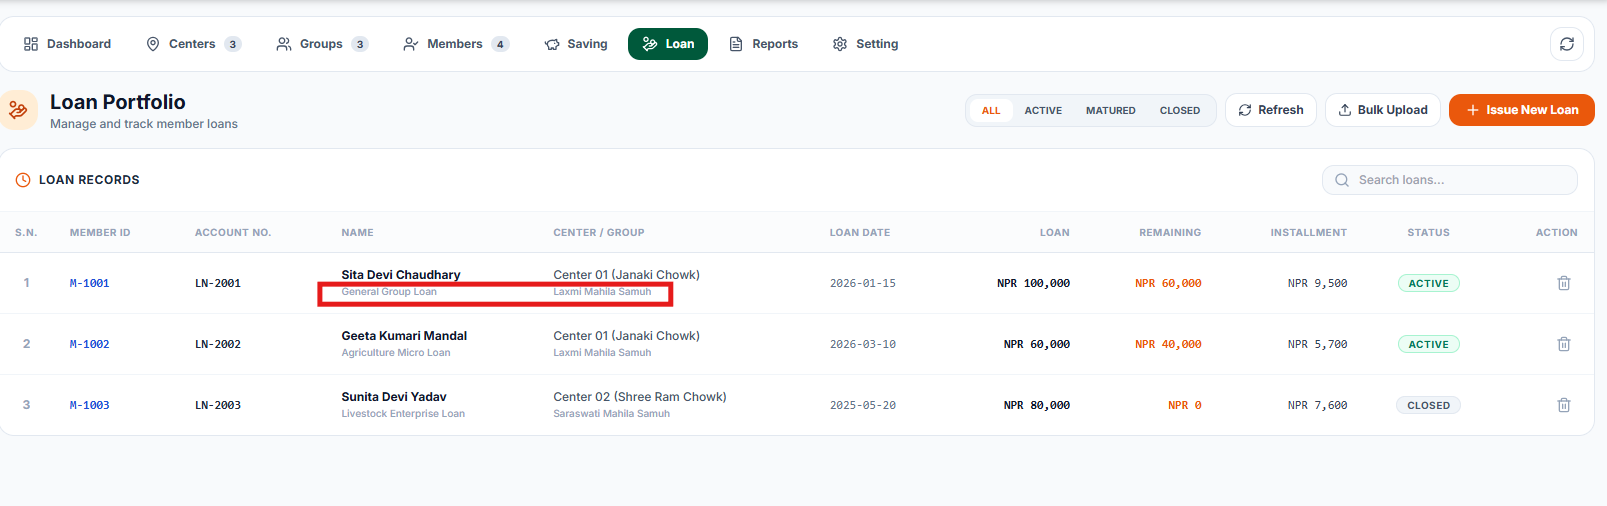 Dashboard Centers 3 Groups 3 Members 4 Saving Loan Reports Setting
Loan Portfolio
Manage and track member loans
ALL ACTIVE MATURED CLOSED Refresh Bulk Upload + Issue New Loan
LOAN RECORDS
Search loans...
S.N. MEMBER ID ACCOUNT NO. NAME CENTER / GROUP LOAN DATE LOAN REMAINING INSTALLMENT STATUS ACTION
1 M-1001 LN-2001 Sita Devi Chaudhary Center 01 (Janaki Chowk) 2026-01-15 NPR 100,000 NPR 60,000 NPR 9,500 ACTIVE
General Group Loan Laxmi Mahila Samuh
2 M-1002 LN-2002 Geeta Kumari Mandal Center 01 (Janaki Chowk) 2026-03-10 NPR 60,000 NPR 40,000 NPR 5,700 ACTIVE
Agriculture Micro Loan Laxmi Mahila Samuh
3 M-1003 LN-2003 Sunita Devi Yadav Center 02 (Shree Ram Chowk) 2025-05-20 NPR 80,000 NPR 0 NPR 7,600 CLOSED
Livestock Enterprise Loan Saraswati Mahila Samuh